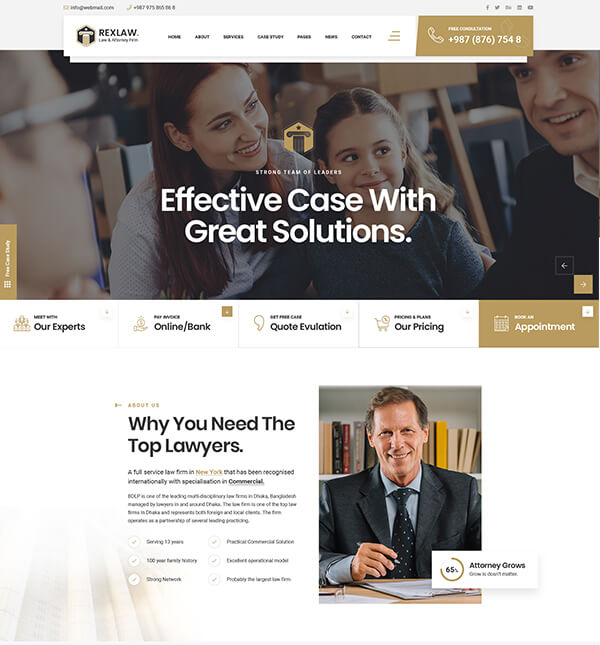 info@webmail.com
+987 975 865 86 8
REXLAW.
Law & Attorney Firm
HOME
ABOUT
SERVICES
CASE STUDY
PAGES
NEWS
CONTACT
FREE CONSULTATION
+987 (876) 754 8
STRONG TEAM OF LEADERS
Effective Case With
Great Solutions.
Free Case Study
MEET WITH
Our Experts
PAY INVOICE
Online/Bank
GET FREE CASE
Quote Evulation
PRICING & PLANS
Our Pricing
BOOK AN
Appointment
ABOUT US
Why You Need The
Top Lawyers.
A full service law firm in New York that has been recognised
internationally with specialisation in Commercial.
BDLP is one of the leading multi-disciplinary law firms in Dhaka, Bangladesh
managed by lawyers in and around Dhaka. The law firm is one of the top law
firms in Dhaka and represents both foreign and local clients. The firm
operates as a partnership of several leading practicing.
Serving 13 years
Practical Commercial Solution
100 year family history
Excellent operational model
Strong Network
Probably the largest law firm
65%
Attorney Grows
Grow is don't matter.